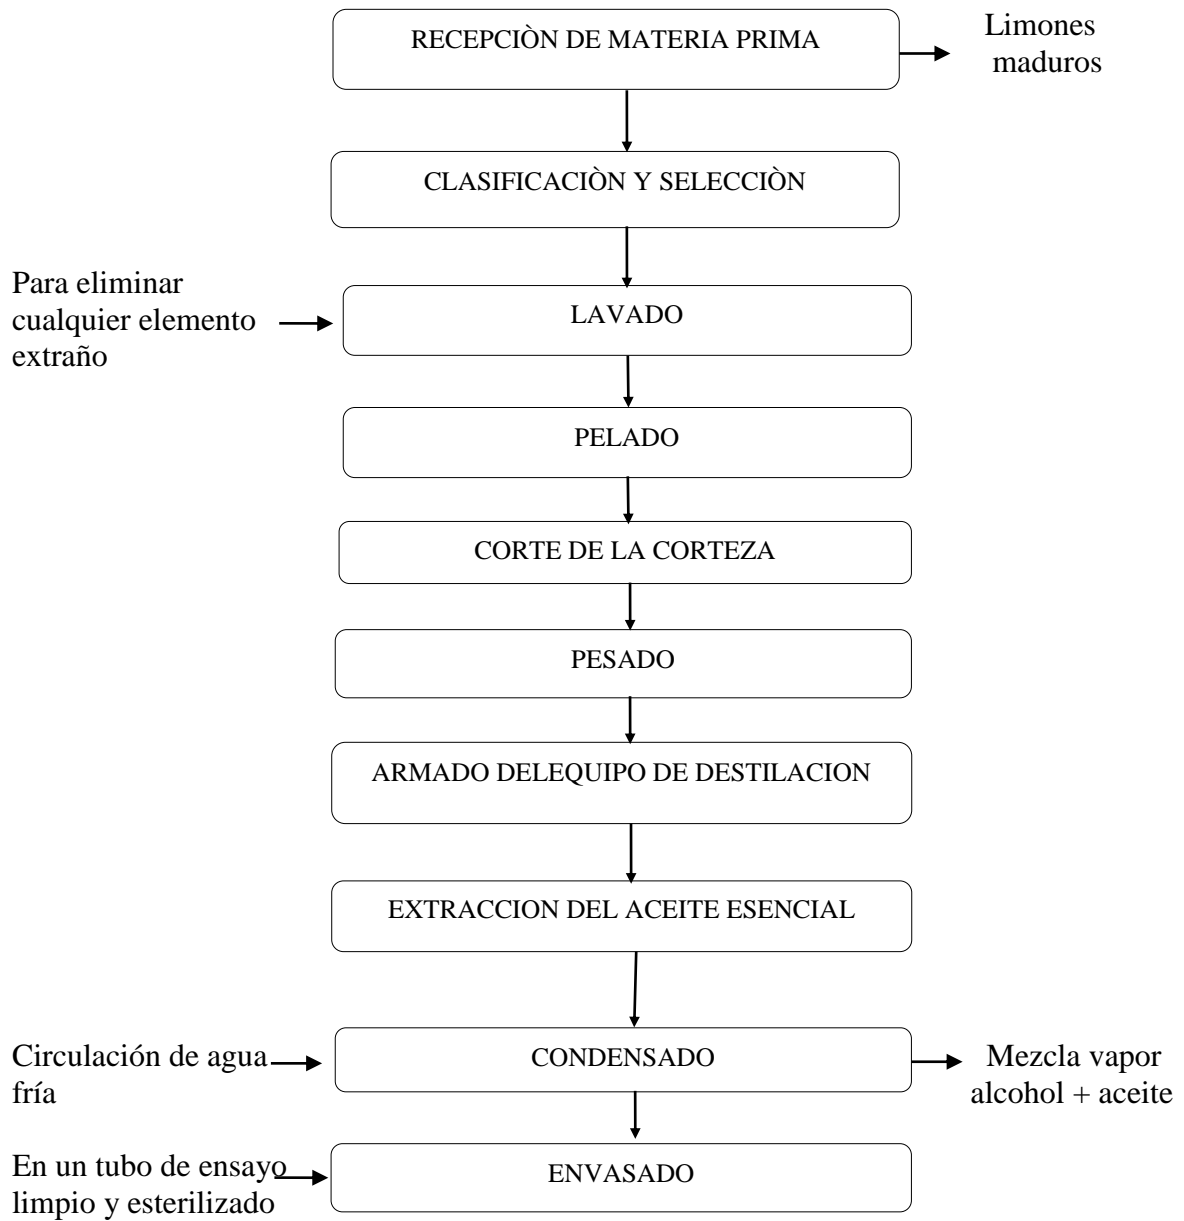 RECEPCIÒN DE MATERIA PRIMA
Limones
maduros
CLASIFICACIÒN Y SELECCIÒN
Para eliminar
cualquier elemento
extraño
LAVADO
PELADO
CORTE DE LA CORTEZA
PESADO
ARMADO DELEQUIPO DE DESTILACION
EXTRACCION DEL ACEITE ESENCIAL
Circulación de agua
fría
CONDENSADO
Mezcla vapor
alcohol + aceite
En un tubo de ensayo
limpio y esterilizado
ENVASADO